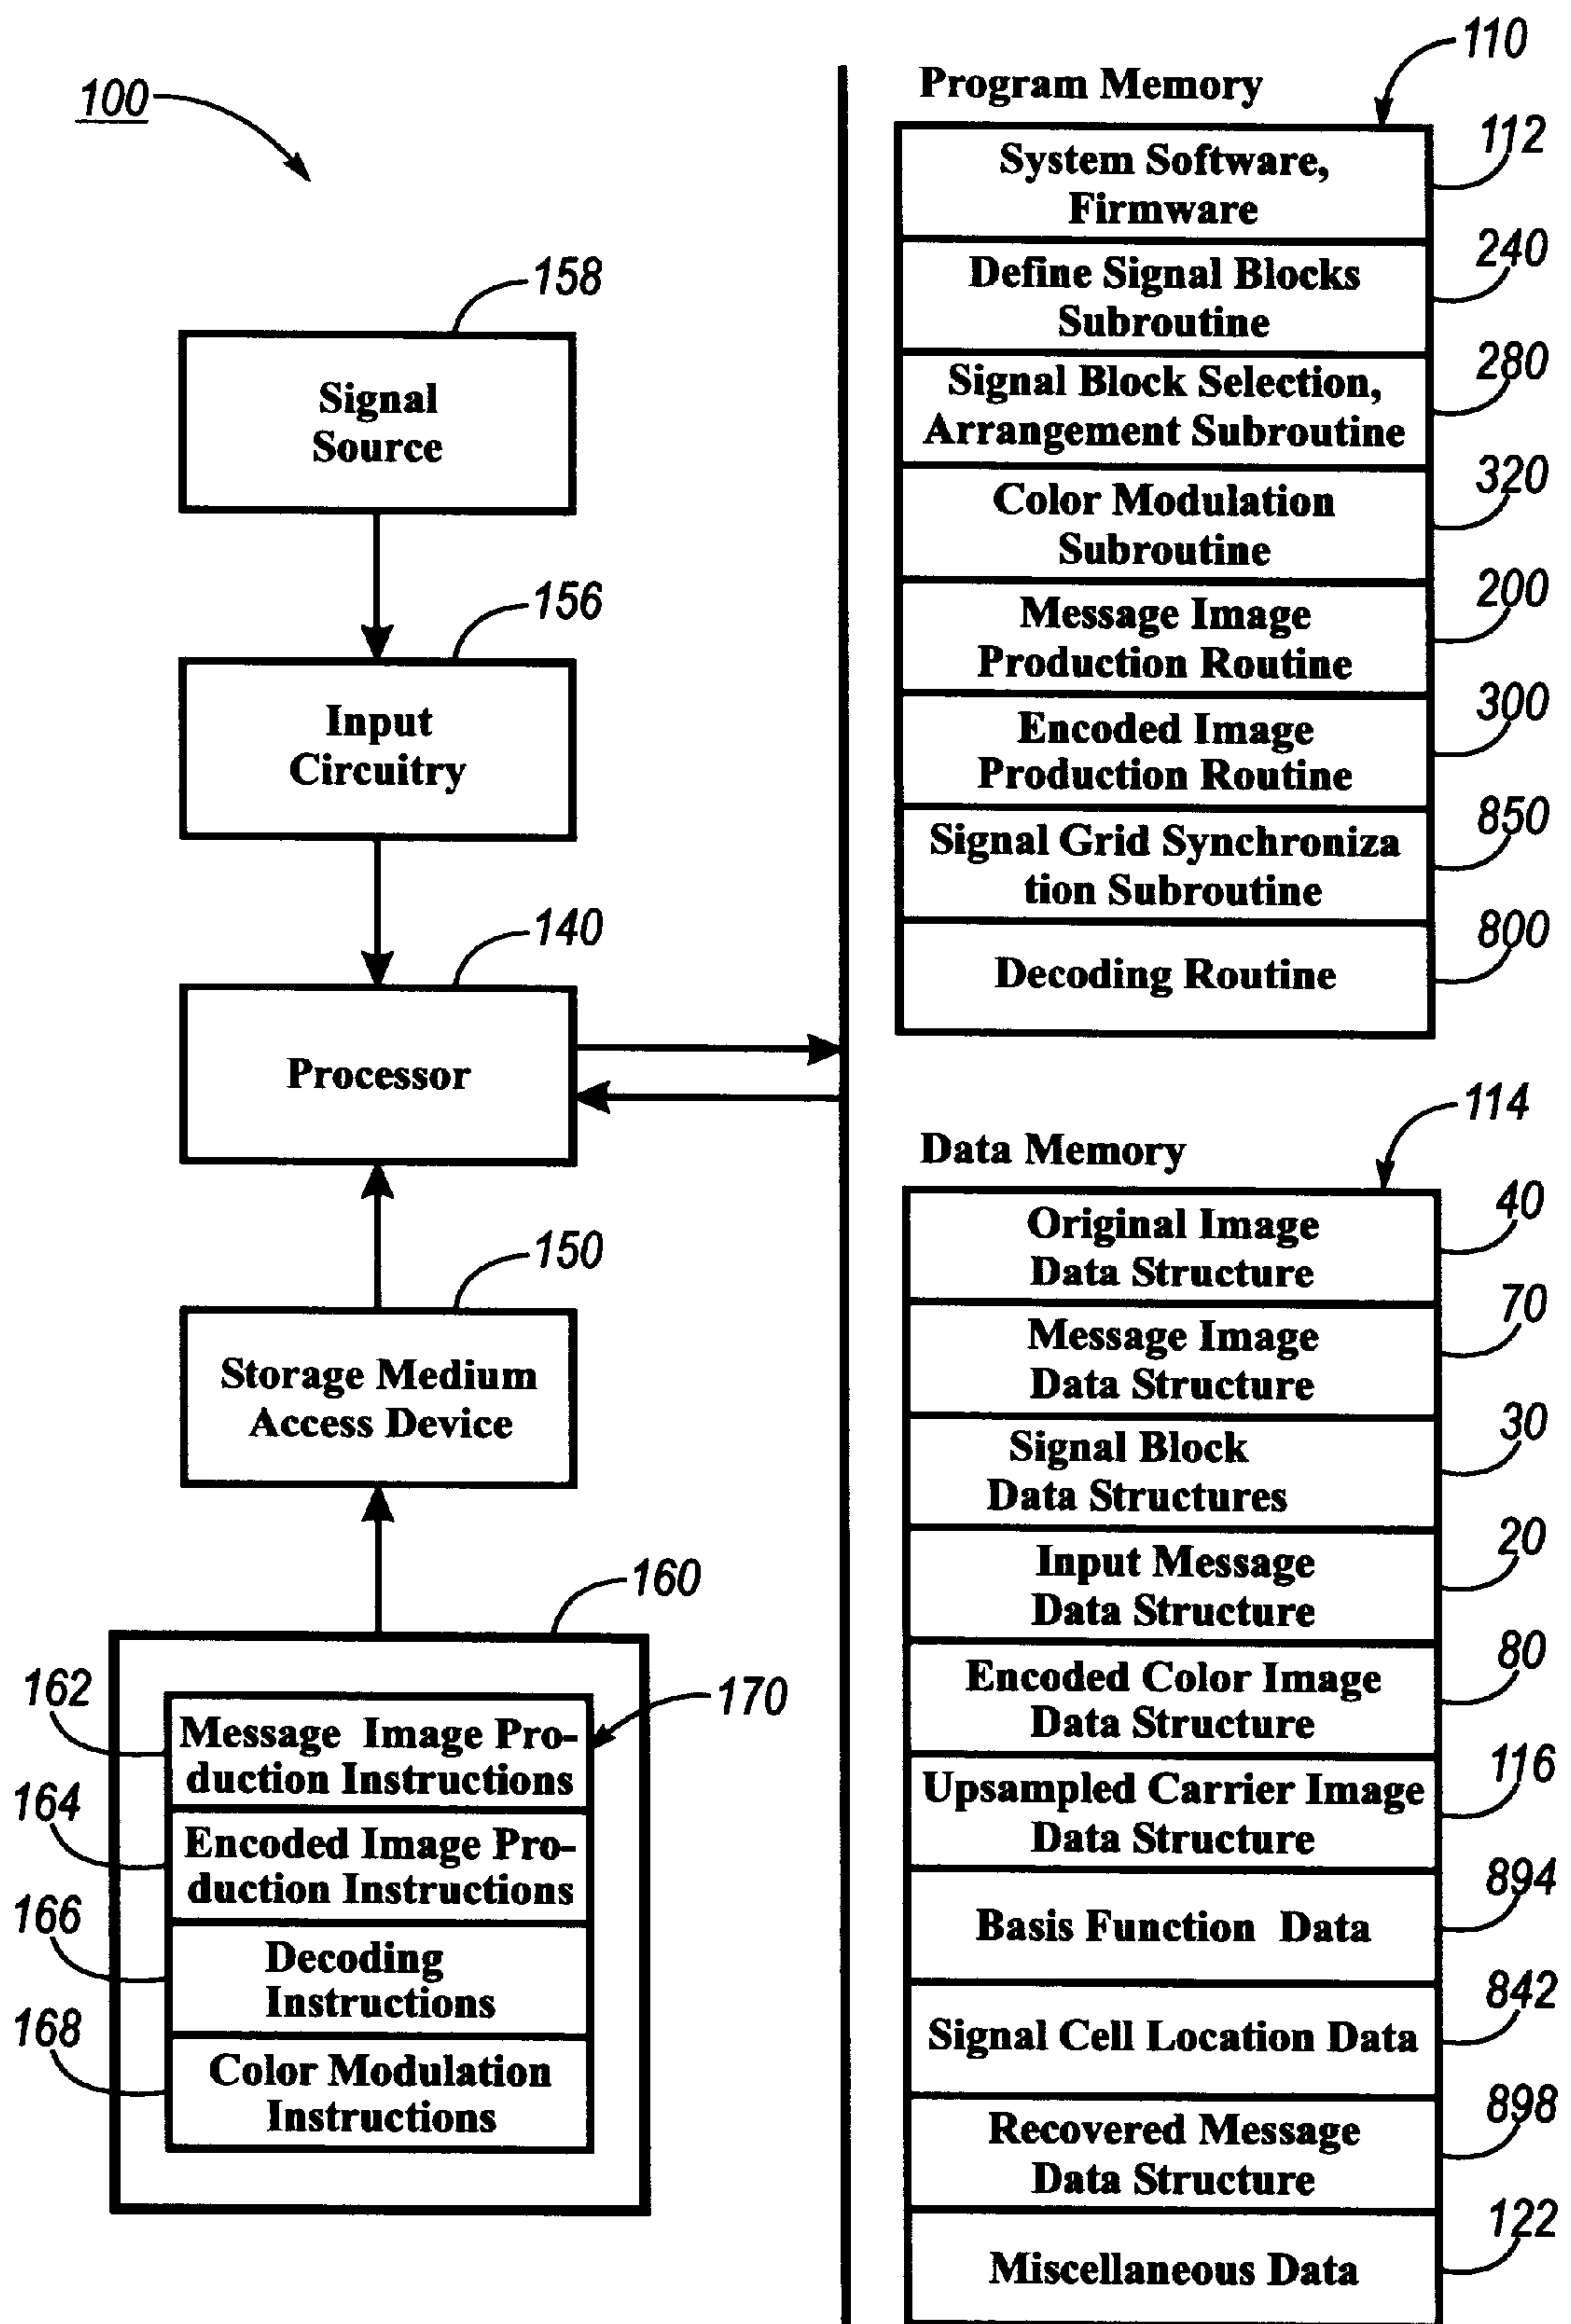 100
158
Signal
Source
156
Input
Circuitry
140
Processor
150
Storage Medium
Access Device
160
170
162
Message Image Pro-
duction Instructions
164
Encoded Image Pro-
duction Instructions
166
Decoding
Instructions
168
Color Modulation
Instructions
110
Program Memory
112
System Software,
Firmware
240
Define Signal Blocks
Subroutine
280
Signal Block Selection,
Arrangement Subroutine
320
Color Modulation
Subroutine
200
Message Image
Production Routine
300
Encoded Image
Production Routine
850
Signal Grid Synchroniza
tion Subroutine
800
Decoding Routine
114
Data Memory
40
Original Image
Data Structure
70
Message Image
Data Structure
30
Signal Block
Data Structures
20
Input Message
Data Structure
80
Encoded Color Image
Data Structure
116
Upsampled Carrier Image
Data Structure
894
Basis Function Data
842
Signal Cell Location Data
898
Recovered Message
Data Structure
122
Miscellaneous Data